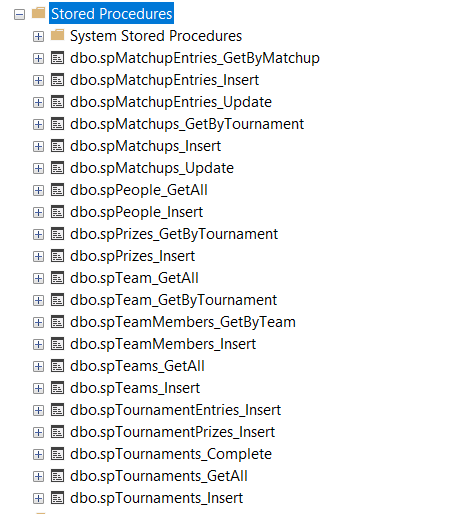 Stored Procedures
System Stored Procedures
dbo.spMatchupEntries_GetByMatchup
dbo.spMatchupEntries_Insert
dbo.spMatchupEntries_Update
dbo.spMatchups_GetByTournament
dbo.spMatchups_Insert
dbo.spMatchups_Update
dbo.spPeople_GetAll
dbo.spPeople_Insert
dbo.spPrizes_GetByTournament
dbo.spPrizes_Insert
dbo.spTeam_GetAll
dbo.spTeam_GetByTournament
dbo.spTeamMembers_GetByTeam
dbo.spTeamMembers_Insert
dbo.spTeams_GetAll
dbo.spTeams_Insert
dbo.spTournamentEntries_Insert
dbo.spTournamentPrizes_Insert
dbo.spTournaments_Complete
dbo.spTournaments_GetAll
dbo.spTournaments_Insert